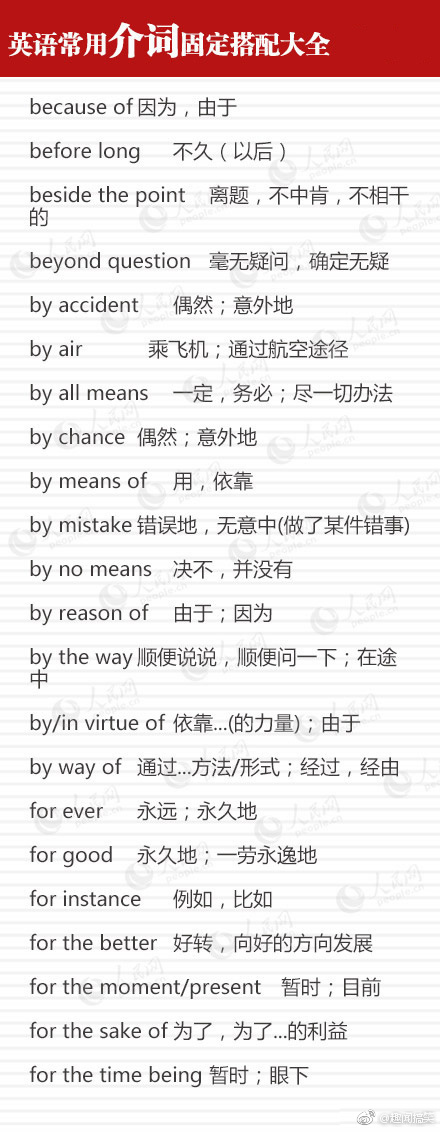 英语常用介词固定搭配大全
because of 因为，由于
before long 不久（以后）
beside the point 离题，不中肯，不相干
的
beyond question 毫无疑问，确定无疑
by accident 偶然；意外地
by air 乘飞机；通过航空途径
by all means 一定，务必；尽一切办法
by chance 偶然；意外地
by means of 用，依靠
by mistake 错误地，无意中(做了某件错事)
by no means 决不，并没有
by reason of 由于；因为
by the way 顺便说说，顺便问一下；在途
中
by/in virtue of 依靠...(的力量)；由于
by way of 通过...方法/形式；经过，经由
for ever 永远；永久地
for good 永久地；一劳永逸地
for instance 例如，比如
for the better 好转，向好的方向发展
for the moment/present 暂时；目前
for the sake of 为了，为了...的利益
for the time being 暂时；眼下
人民网
people.cn